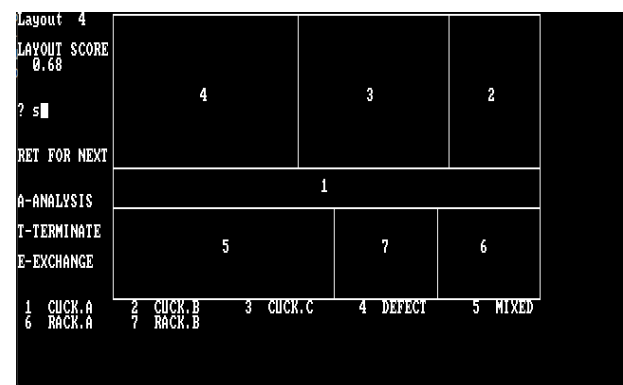 Layout 4
LAYOUT SCORE
0.68
4 3 2
? s
RET FOR NEXT
1
A-ANALYSIS
T-TERMINATE
5 7 6
E-EXCHANGE
1 CUCK.A 2 CUCK.B 3 CUCK.C 4 DEFECT 5 MIXED
6 RACK.A 7 RACK.B